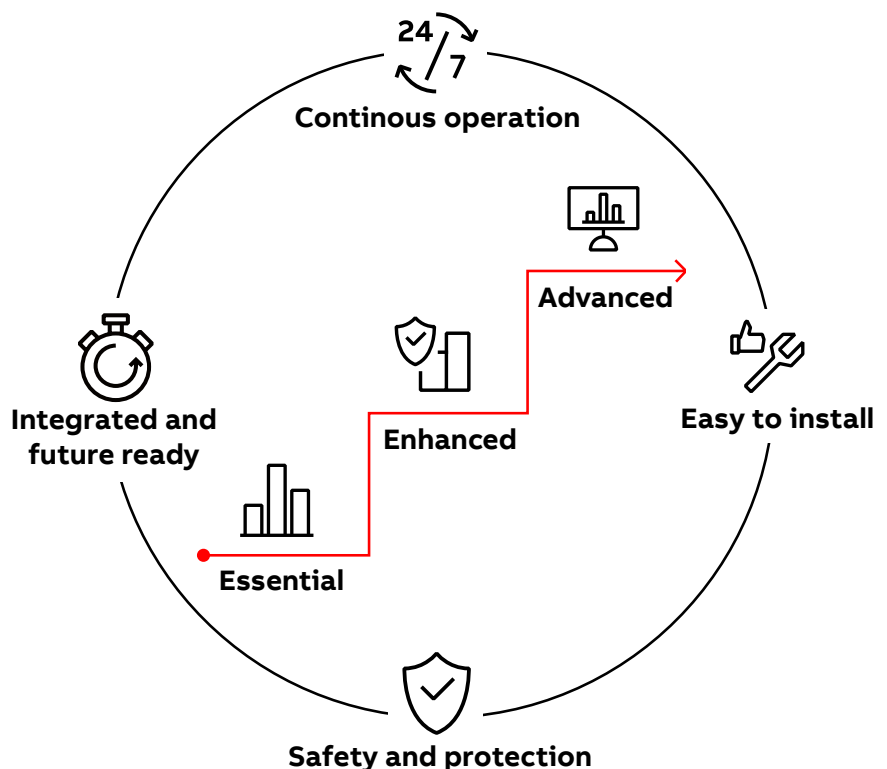 24
7
Continous operation
Advanced
Integrated and
future ready
Enhanced
Easy to install
Essential
Safety and protection